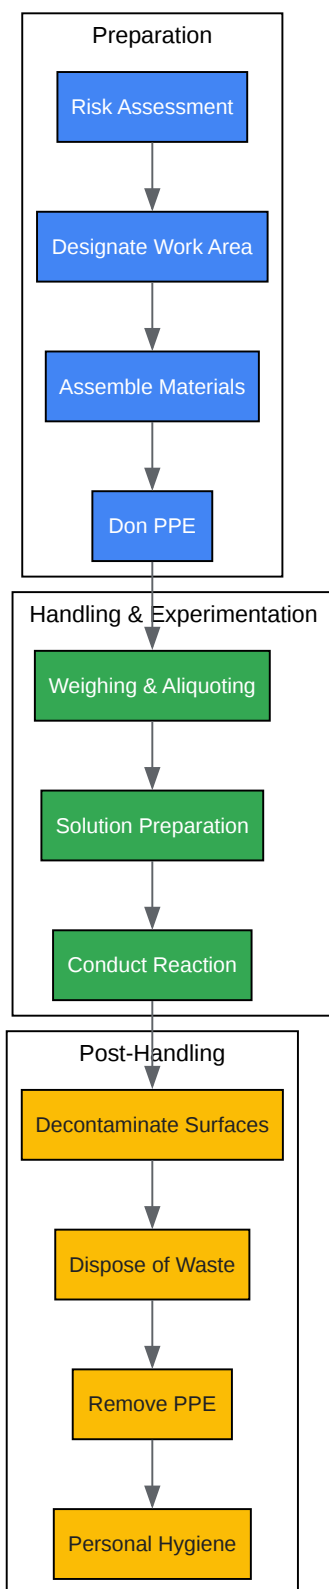 Preparation
Risk Assessment
Designate Work Area
Assemble Materials
Don PPE
Handling & Experimentation
Weighing & Aliquoting
Solution Preparation
Conduct Reaction
Post-Handling
Decontaminate Surfaces
Dispose of Waste
Remove PPE
Personal Hygiene